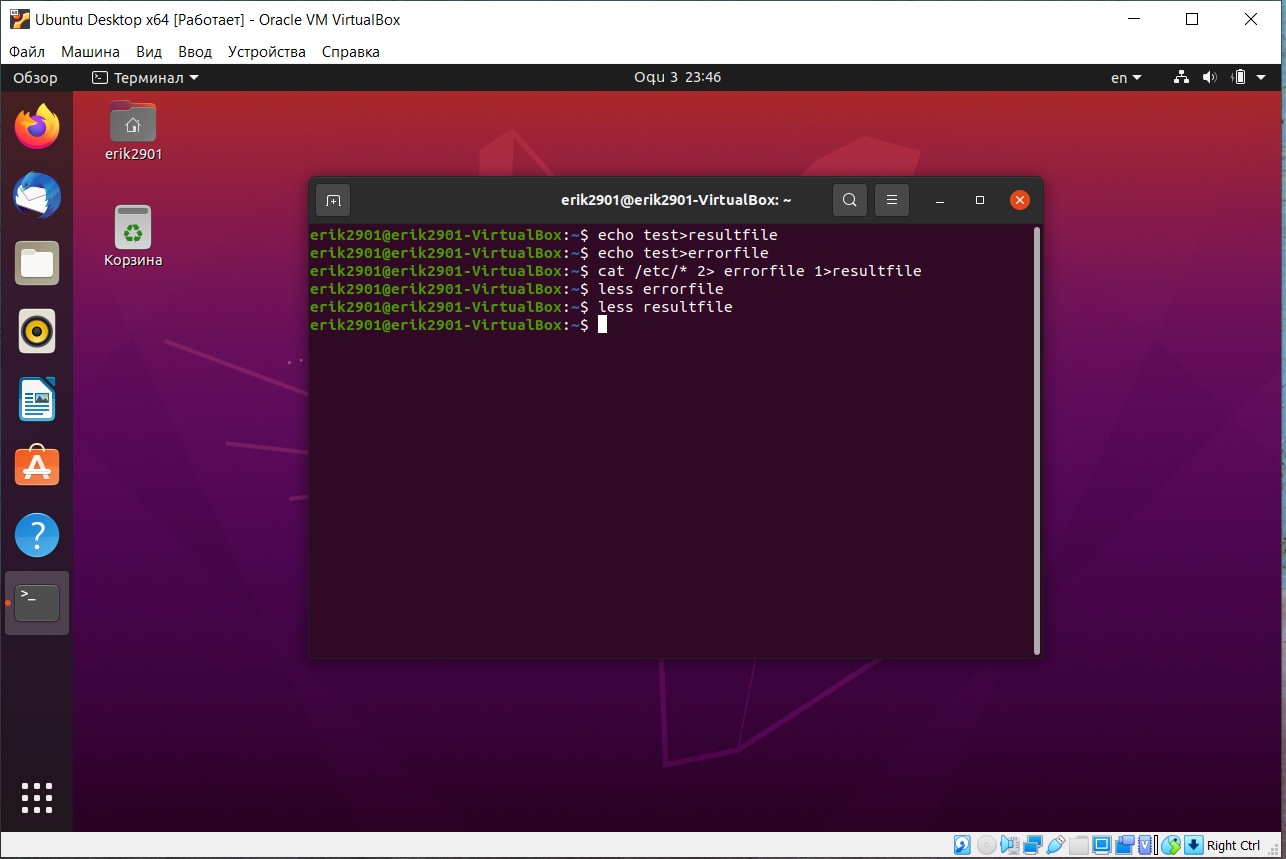 Ubuntu Desktop x64 [Работает] - Oracle VM VirtualBox
Файл Машина Вид Ввод Устройства Справка
Обзор Терминал Oqu 3 23:46 en
erik2901
Корзина
erik2901@erik2901-VirtualBox: ~
erik2901@erik2901-VirtualBox:~$ echo test>resultfile
erik2901@erik2901-VirtualBox:~$ echo test>errorfile
erik2901@erik2901-VirtualBox:~$ cat /etc/* 2> errorfile 1>resultfile
erik2901@erik2901-VirtualBox:~$ less errorfile
erik2901@erik2901-VirtualBox:~$ less resultfile
erik2901@erik2901-VirtualBox:~$
Right Ctrl